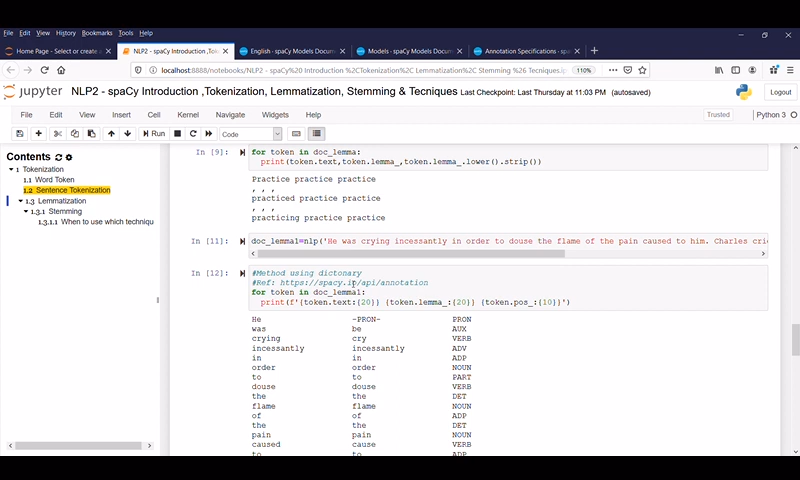 File Edit View History Bookmarks Tools Help
Home Page - Select or create a
NLP2 - spaCy Introduction ,Tok
English · spaCy Models Docum
Models · spaCy Models Docum
Annotation Specifications · spa
localhost:8888/notebooks/NLP2 - spaCy%20 Introduction %2CTokenization%2C Lemmatization%2C Stemming %26 Tecniques.ip
110%
jupyter NLP2 - spaCy Introduction ,Tokenization, Lemmatization, Stemming & Tecniques Last Checkpoint: Last Thursday at 11:03 PM (autosaved)
Logout
File Edit View Insert Cell Kernel Navigate Widgets Help
Trusted
Python 3
Run
Code
Contents
1 Tokenization
1.1 Word Token
1.2 Sentence Tokenization
1.3 Lemmatization
1.3.1 Stemming
1.3.1.1 When to use which techniqu
In [9]:
for token in doc_lemma:
print(token.text,token.lemma_,token.lemma_.lower().strip())
Practice practice practice
, , ,
practiced practice practice
, , ,
practicing practice practice
In [11]:
doc_lemma1=nlp('He was crying incessantly in order to douse the flame of the pain caused to him. Charles crie
In [12]:
#Method using dictonary
#Ref: https://spacy.io/api/annotation
for token in doc_lemma1:
print(f'{token.text:{20}} {token.lemma_:{20}} {token.pos_:{10}}')
He -PRON- PRON
was be AUX
crying cry VERB
incessantly incessantly ADV
in in ADP
order order NOUN
to to PART
douse douse VERB
the the DET
flame flame NOUN
of of ADP
the the DET
pain pain NOUN
caused cause VERB
to to ADP